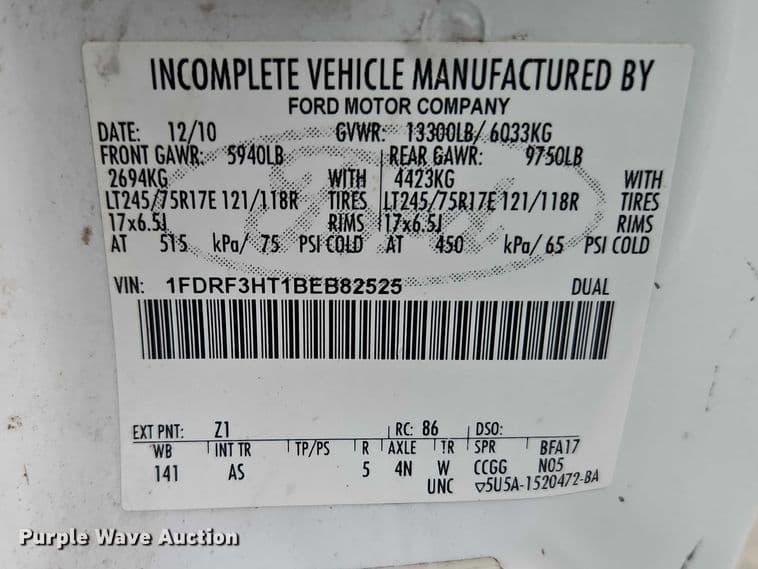 INCOMPLETE VEHICLE MANUFACTURED BY
FORD MOTOR COMPANY
DATE: 12/10 GVWR: 13300LB/ 6033KG
FRONT GAWR: 5940LB REAR GAWR: 9750LB
2694KG WITH 4423KG WITH
LT245/75R17E 121/118R TIRES LT245/75R17E 121/118R TIRES
17x6.5J RIMS 17x6.5J RIMS
AT 515 kPa/ 75 PSI COLD AT 450 kPa/ 65 PSI COLD
VIN: 1FDRF3HT1BEB82525 DUAL
EXT PNT: Z1 RC: 86 DSO:
WB INT TR TP/PS R AXLE TR SPR BFA17
141 AS 5 4N W CCGG N05
UNC ▽5U5A-1520472-BA
Purple Wave Auction